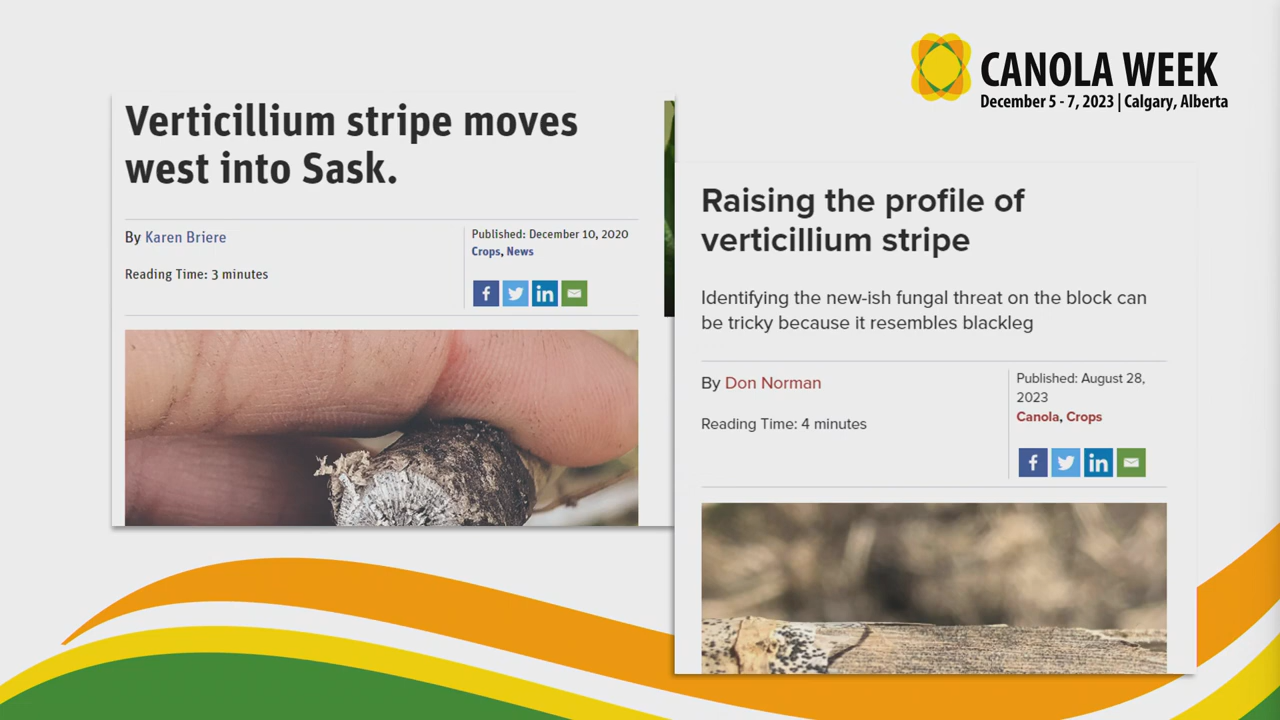 CANOLA WEEK
December 5 - 7, 2023 | Calgary, Alberta
Verticillium stripe moves
west into Sask.
By Karen Briere
Reading Time: 3 minutes
Published: December 10, 2020
Crops, News
f
in
Raising the profile of
verticillium stripe
Identifying the new-ish fungal threat on the block can
be tricky because it resembles blackleg
By Don Norman
Reading Time: 4 minutes
Published: August 28,
2023
Canola, Crops
f
in